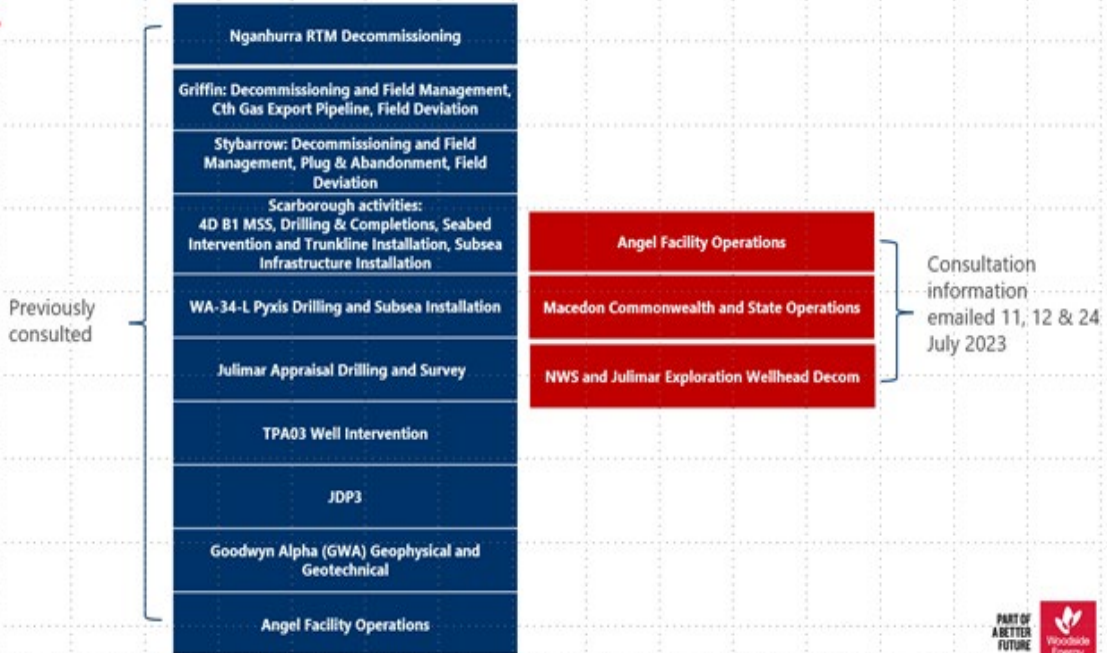 Previously
consulted
Nganhurra RTM Decommissioning
Griffin: Decommissioning and Field Management,
Cth Gas Export Pipeline, Field Deviation
Stybarrow: Decommissioning and Field
Management, Plug & Abandonment, Field
Deviation
Scarborough activities:
4D B1 MSS, Drilling & Completions, Seabed
Intervention and Trunkline Installation, Subsea
Infrastructure Installation
WA-34-L Pyxis Drilling and Subsea Installation
Julimar Appraisal Drilling and Survey
TPA03 Well Intervention
JDP3
Goodwyn Alpha (GWA) Geophysical and
Geotechnical
Angel Facility Operations
Angel Facility Operations
Macedon Commonwealth and State Operations
NWS and Julimar Exploration Wellhead Decom
Consultation
information
emailed 11, 12 & 24
July 2023
PART OF
A BETTER
FUTURE
Woodside
Energy